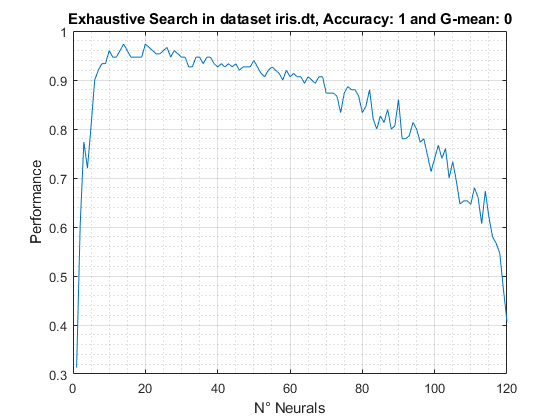 Exhaustive Search in dataset iris.dt, Accuracy: 1 and G-mean: 0
1
0.9
0.8
0.7
0.6
0.5
0.4
0.3
Performance
0 20 40 60 80 100 120
N° Neurals